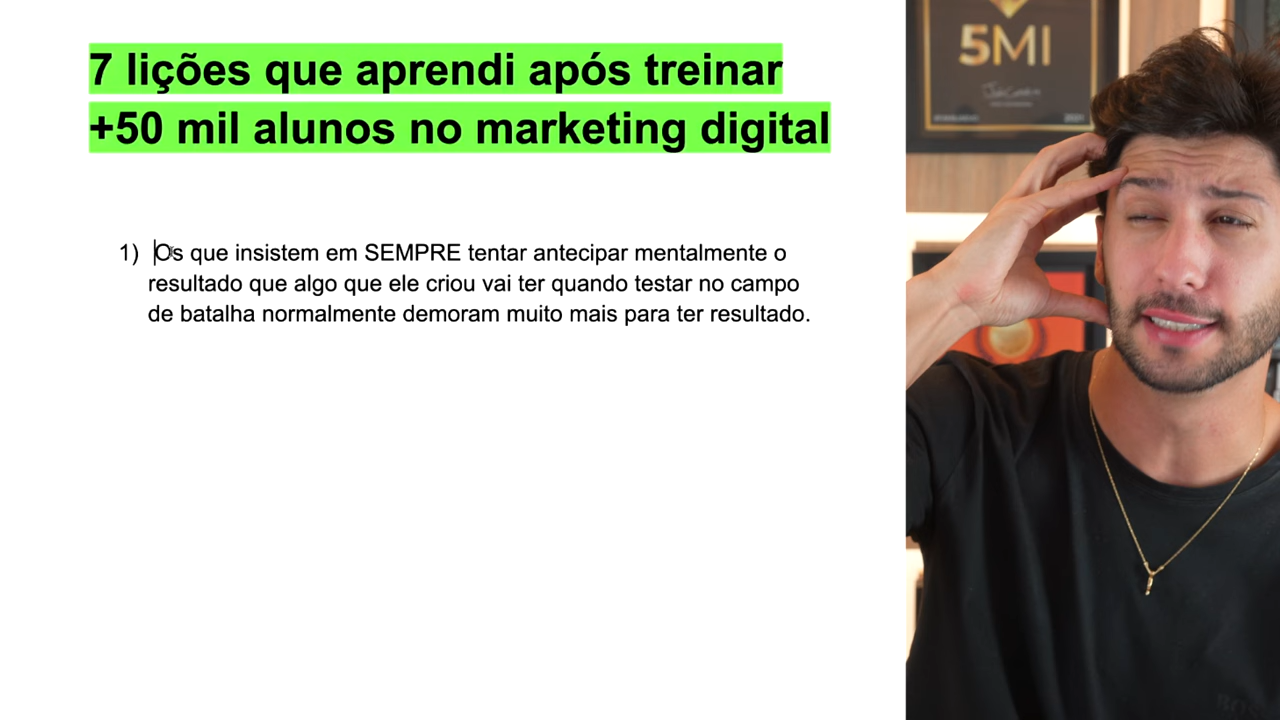 7 lições que aprendi após treinar
+50 mil alunos no marketing digital
1) Os que insistem em SEMPRE tentar antecipar mentalmente o
resultado que algo que ele criou vai ter quando testar no campo
de batalha normalmente demoram muito mais para ter resultado.
5MI
2021